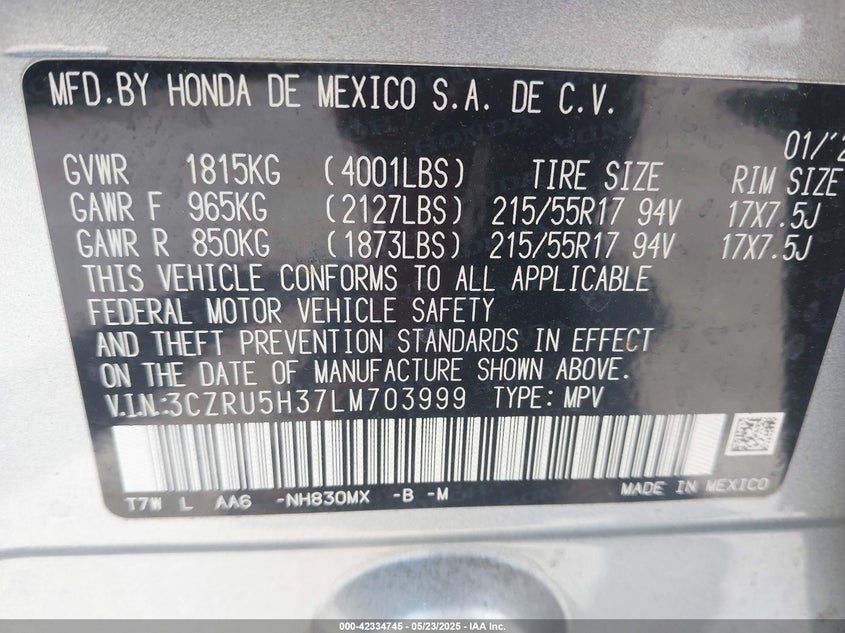 MFD.BY HONDA DE MEXICO S.A. DE C.V.
01/'2
GVWR 1815KG (4001LBS) TIRE SIZE RIM SIZE
GAWR F 965KG (2127LBS) 215/55R17 94V 17X7.5J
GAWR R 850KG (1873LBS) 215/55R17 94V 17X7.5J
THIS VEHICLE CONFORMS TO ALL APPLICABLE
FEDERAL MOTOR VEHICLE SAFETY
AND THEFT PREVENTION STANDARDS IN EFFECT
ON THE DATE OF MANUFACTURE SHOWN ABOVE.
V.I.N.:3CZRU5H37LM703999 TYPE: MPV
T7W L AA6 -NH830MX -B -M MADE IN MEXICO
000-42334745 - 05/23/2025 - IAA Inc.